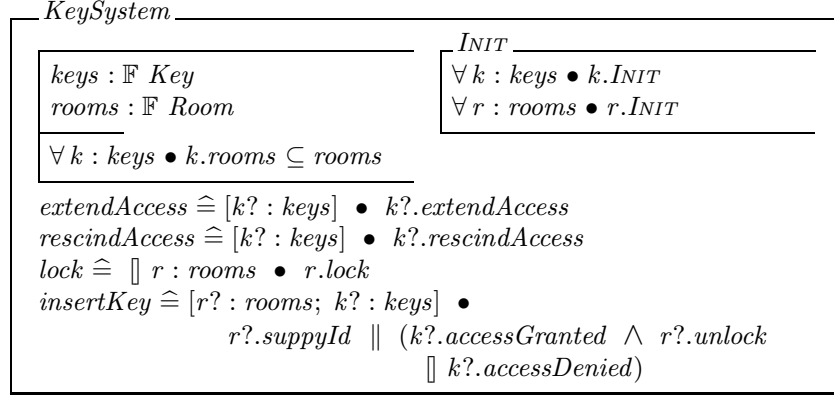 KeySystem
keys : 𝔽 Key
rooms : 𝔽 Room
∀ k : keys • k.rooms ⊆ rooms
INIT
∀ k : keys • k.INIT
∀ r : rooms • r.INIT
extendAccess ≙ [k? : keys] • k?.extendAccess
rescindAccess ≙ [k? : keys] • k?.rescindAccess
lock ≙ [] r : rooms • r.lock
insertKey ≙ [r? : rooms; k? : keys] •
r?.suppyId ∥ (k?.accessGranted ∧ r?.unlock
[] k?.accessDenied)